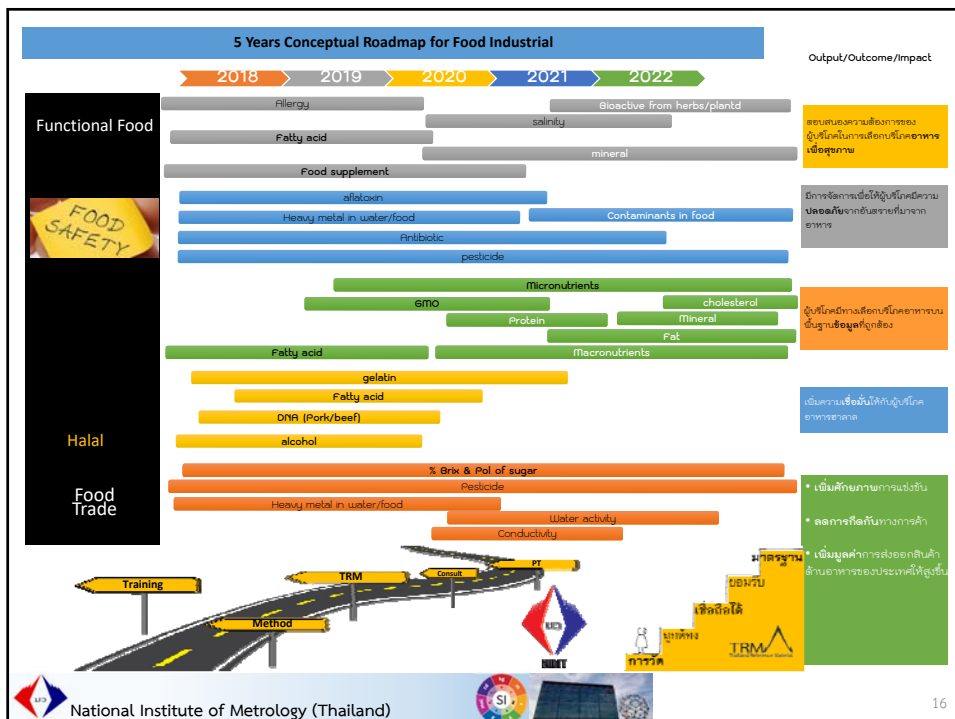 5 Years Conceptual Roadmap for Food Industrial
Output/Outcome/Impact
2018
2019
2020
2021
2022
Functional Food
Allergy
Bioactive from herbs/plantd
salinity
Fatty acid
mineral
Food supplement
ตอบสนองความต้องการของ
ผู้บริโภคในการเลือกบริโภคอาหาร
เพื่อสุขภาพ
FOOD
SAFETY
aflatoxin
Heavy metal in water/food
Contaminants in food
Antibiotic
pesticide
มีการจัดการเพื่อให้ผู้บริโภคมีความ
ปลอดภัยจากอันตรายที่มาจาก
อาหาร
Micronutrients
GMO
cholesterol
Protein
Mineral
Fat
Fatty acid
Macronutrients
ผู้บริโภคมีทางเลือกบริโภคอาหารบน
พื้นฐานข้อมูลที่ถูกต้อง
Halal
gelatin
Fatty acid
DNA (Pork/beef)
alcohol
เพิ่มความเชื่อมั่นให้กับผู้บริโภค
อาหารฮาลาล
Food
Trade
% Brix & Pol of sugar
Pesticide
Heavy metal in water/food
Water activity
Conductivity
• เพิ่มศักยภาพการแข่งขัน
• ลดการกีดกันทางการค้า
• เพิ่มมูลค่าการส่งออกสินค้า
ด้านอาหารของประเทศให้สูงขึ้น
Training
Method
TRM
Consult
PT
มว
NIMT
มาตรฐาน
ยอมรับ
เชื่อถือได้
ถูกต้อง
การวัด
TRM
Thailand Reference Material
มว
National Institute of Metrology (Thailand)
SI
16